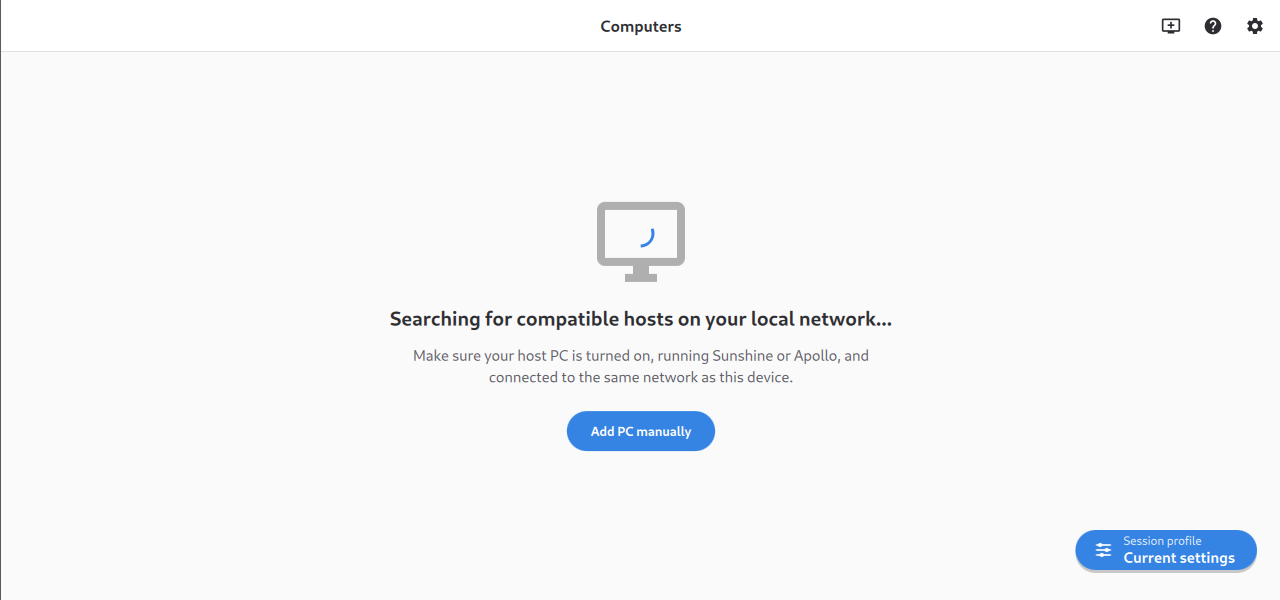 Computers
Searching for compatible hosts on your local network...
Make sure your host PC is turned on, running Sunshine or Apollo, and
connected to the same network as this device.
Add PC manually
Session profile
Current settings